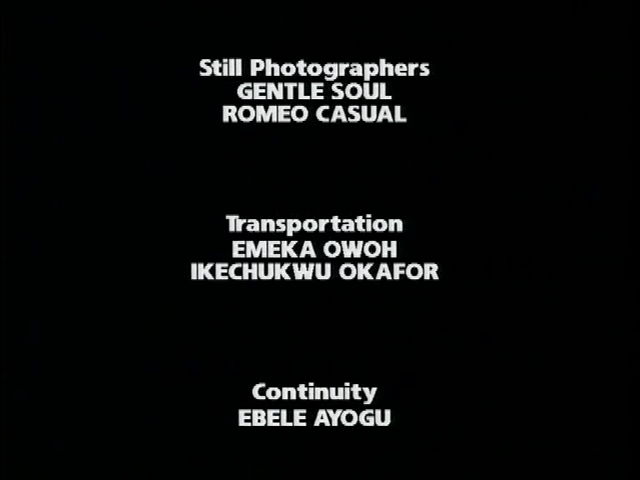 Still Photographers
GENTLE SOUL
ROMEO CASUAL
Transportation
EMEKA OWOH
IKECHUKWU OKAFOR
Continuity
EBELE AYOGU